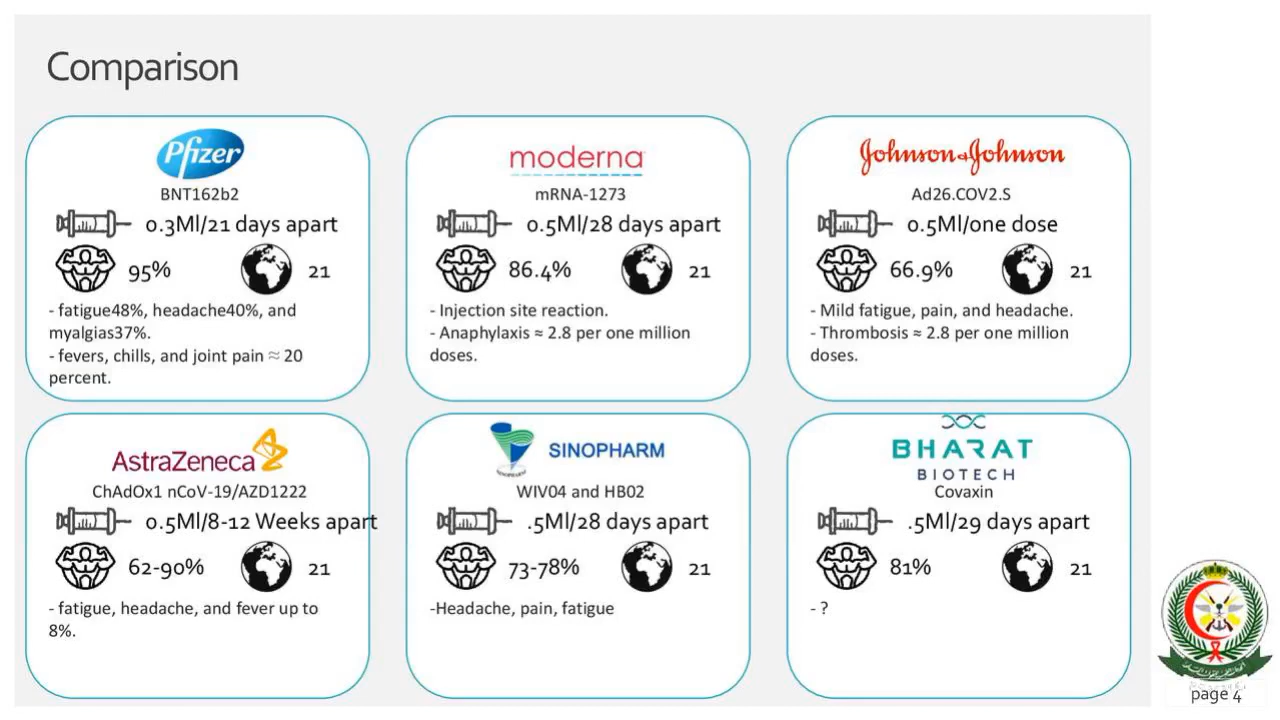 Comparison
Pfizer
BNT162b2
0.3Ml/21 days apart
95%
21
- fatigue48%, headache40%, and
myalgias37%.
- fevers, chills, and joint pain ≈ 20
percent.
moderna
mRNA-1273
0.5Ml/28 days apart
86.4%
21
- Injection site reaction.
- Anaphylaxis ≈ 2.8 per one million
doses.
Johnson & Johnson
Ad26.COV2.S
0.5Ml/one dose
66.9%
21
- Mild fatigue, pain, and headache.
- Thrombosis ≈ 2.8 per one million
doses.
AstraZeneca
ChAdOx1 nCoV-19/AZD1222
0.5Ml/8-12 Weeks apart
62-90%
21
- fatigue, headache, and fever up to
8%.
SINOPHARM
WIV04 and HB02
.5Ml/28 days apart
73-78%
21
-Headache, pain, fatigue
BHARAT
BIOTECH
Covaxin
.5Ml/29 days apart
81%
21
- ?
page 4